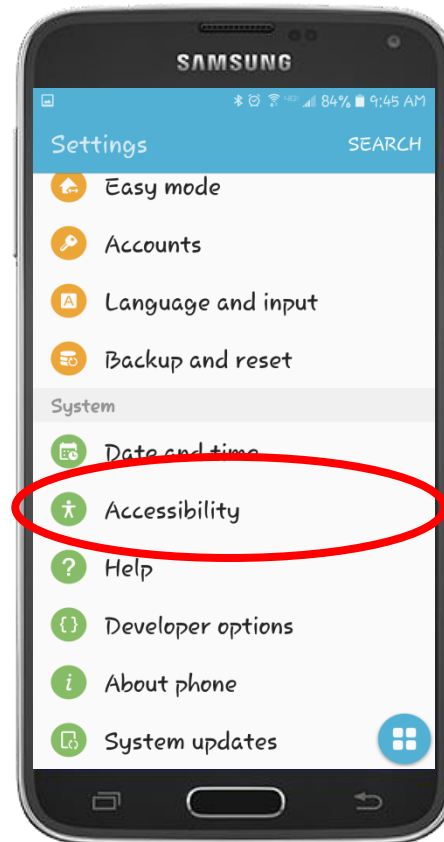 SAMSUNG
84% 9:45 AM
Settings SEARCH
Easy mode
Accounts
Language and input
Backup and reset
System
Date and time
Accessibility
Help
Developer options
About phone
System updates